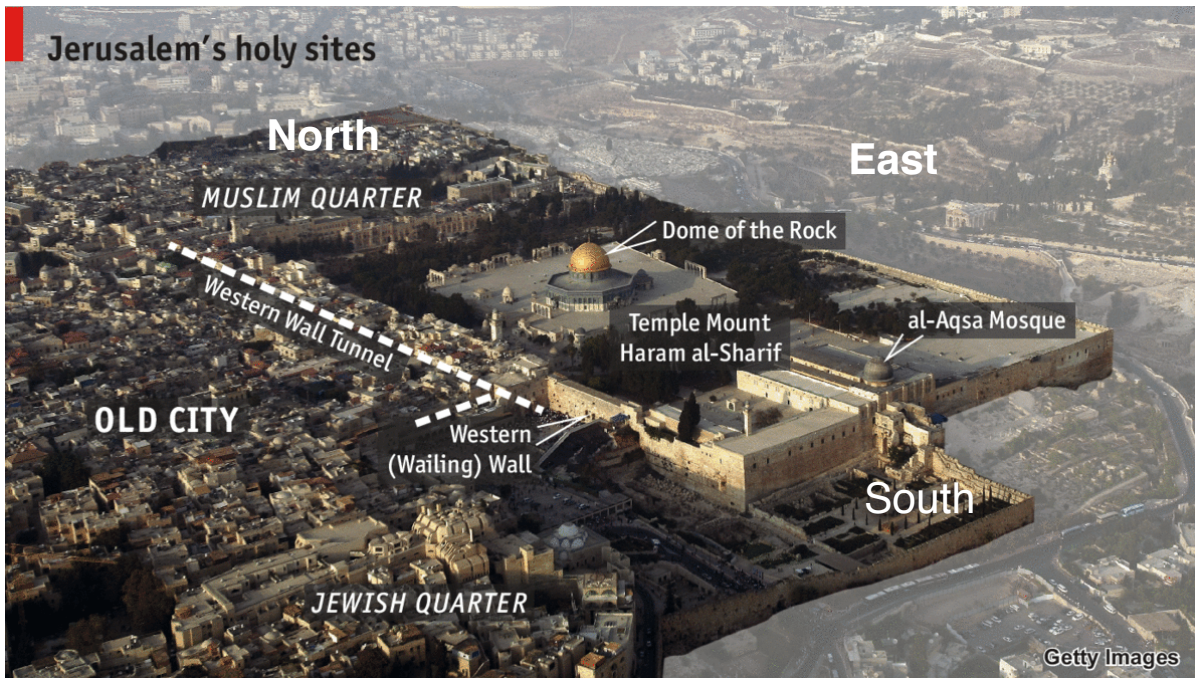 Jerusalem's holy sites
North
East
MUSLIM QUARTER
Dome of the Rock
Western Wall Tunnel
Temple Mount
Haram al-Sharif
al-Aqsa Mosque
OLD CITY
Western
(Wailing) Wall
South
JEWISH QUARTER
Getty Images